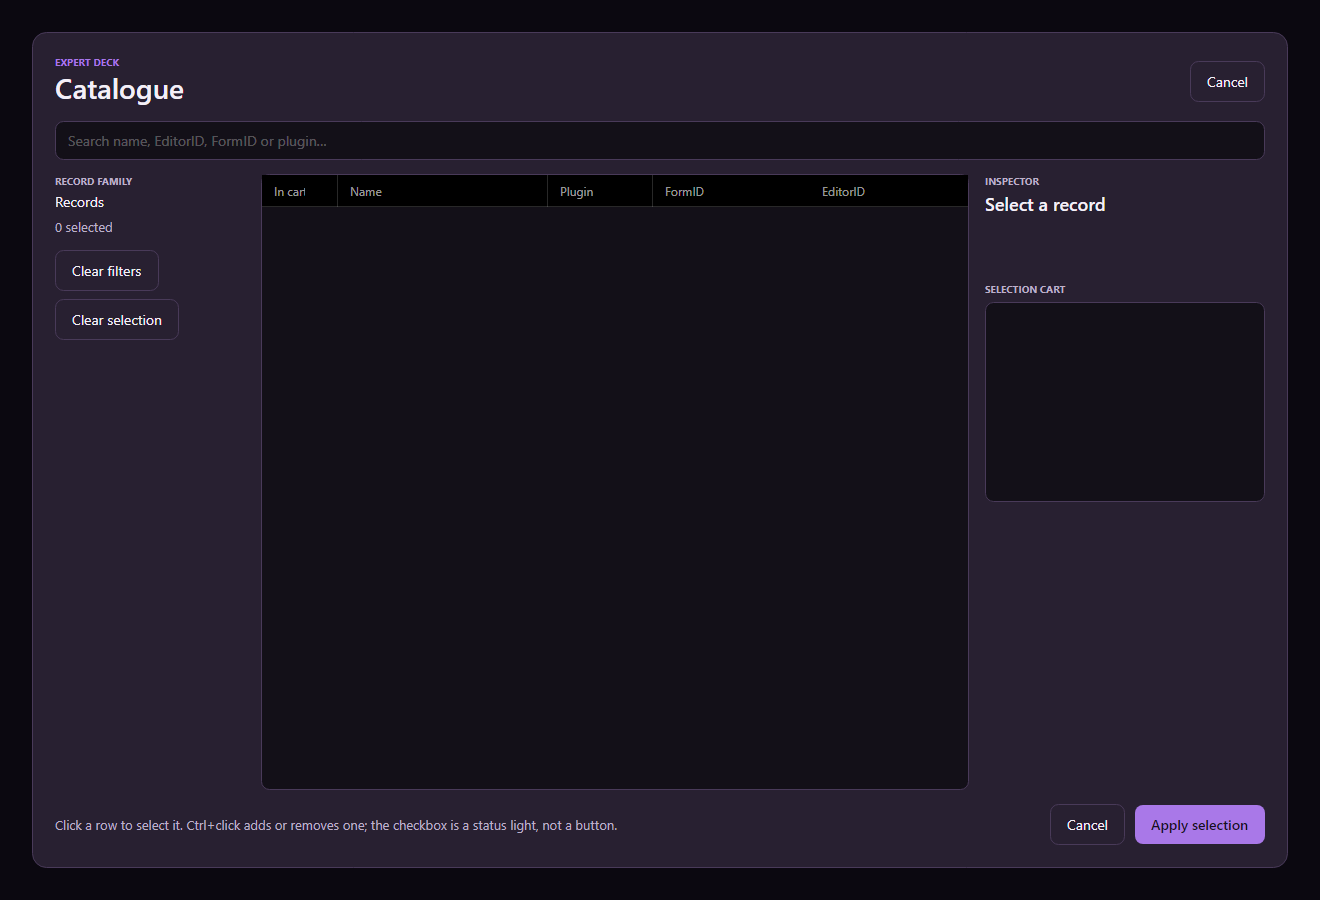 EXPERT DECK
Catalogue
Cancel
Search name, EditorID, FormID or plugin...
RECORD FAMILY
Records
0 selected
Clear filters
Clear selection
In cart
Name
Plugin
FormID
EditorID
INSPECTOR
Select a record
SELECTION CART
Click a row to select it. Ctrl+click adds or removes one; the checkbox is a status light, not a button.
Cancel
Apply selection